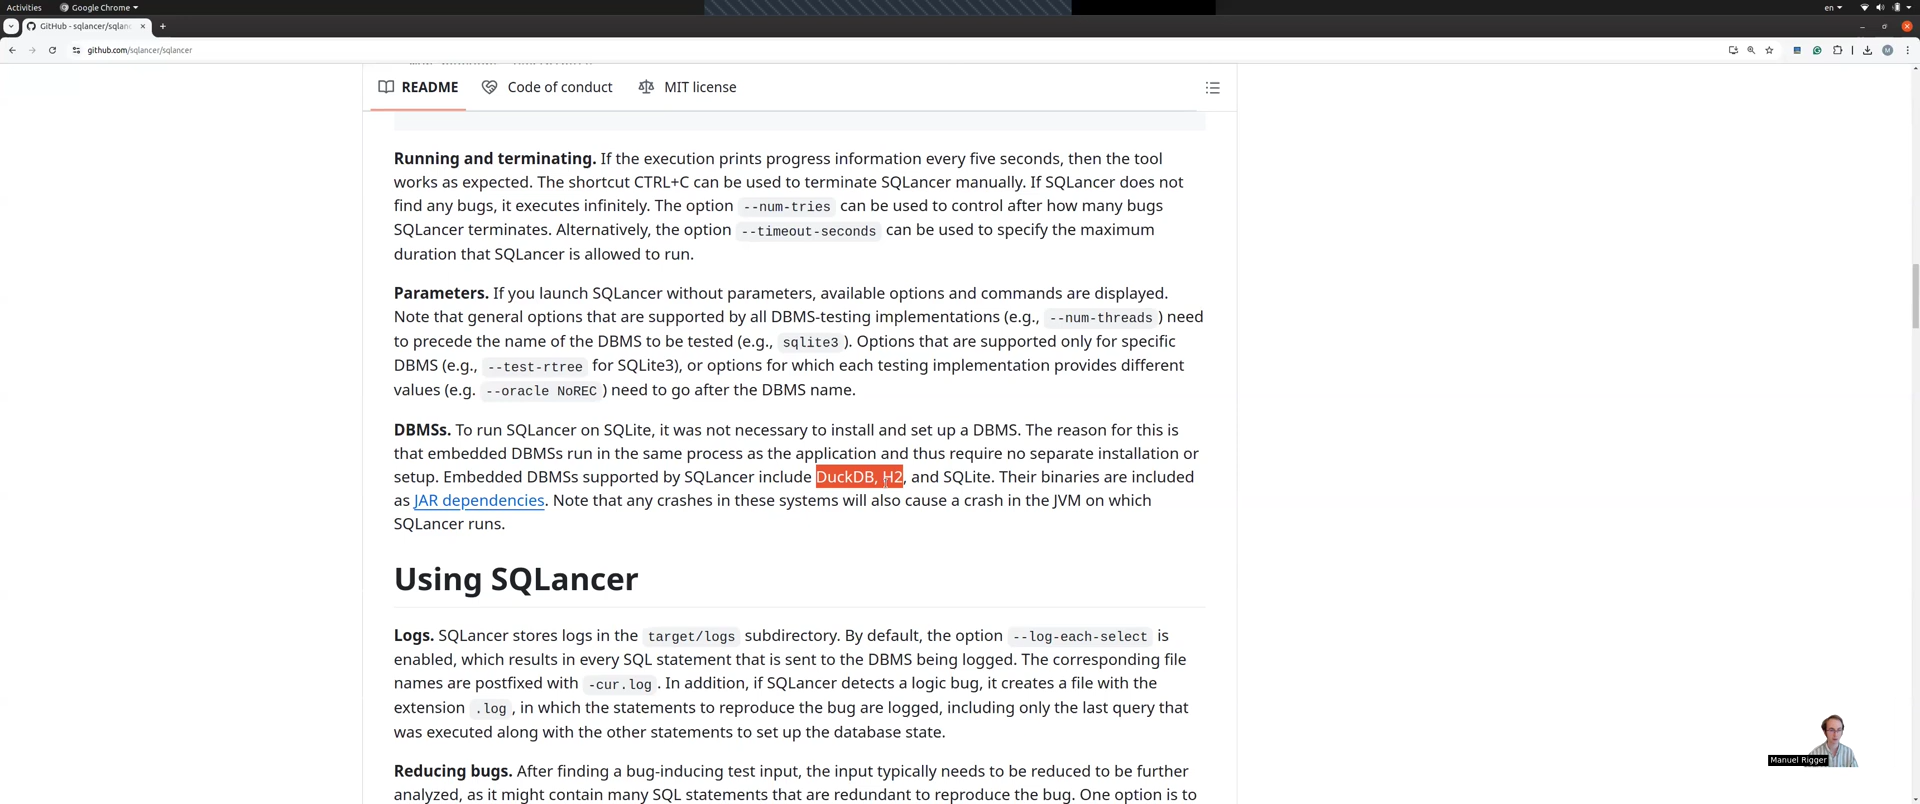 Activities
Google Chrome
en
GitHub - sqlancer/sqlanc
github.com/sqlancer/sqlancer
README
Code of conduct
MIT license
Running and terminating. If the execution prints progress information every five seconds, then the tool
works as expected. The shortcut CTRL+C can be used to terminate SQLancer manually. If SQLancer does not
find any bugs, it executes infinitely. The option --num-tries can be used to control after how many bugs
SQLancer terminates. Alternatively, the option --timeout-seconds can be used to specify the maximum
duration that SQLancer is allowed to run.
Parameters. If you launch SQLancer without parameters, available options and commands are displayed.
Note that general options that are supported by all DBMS-testing implementations (e.g., --num-threads ) need
to precede the name of the DBMS to be tested (e.g., sqlite3 ). Options that are supported only for specific
DBMS (e.g., --test-rtree for SQLite3), or options for which each testing implementation provides different
values (e.g. --oracle NoREC ) need to go after the DBMS name.
DBMSs. To run SQLancer on SQLite, it was not necessary to install and set up a DBMS. The reason for this is
that embedded DBMSs run in the same process as the application and thus require no separate installation or
setup. Embedded DBMSs supported by SQLancer include DuckDB, H2, and SQLite. Their binaries are included
as JAR dependencies. Note that any crashes in these systems will also cause a crash in the JVM on which
SQLancer runs.
Using SQLancer
Logs. SQLancer stores logs in the target/logs subdirectory. By default, the option --log-each-select is
enabled, which results in every SQL statement that is sent to the DBMS being logged. The corresponding file
names are postfixed with -cur.log . In addition, if SQLancer detects a logic bug, it creates a file with the
extension .log , in which the statements to reproduce the bug are logged, including only the last query that
was executed along with the other statements to set up the database state.
Manuel Rigger
Reducing bugs. After finding a bug-inducing test input, the input typically needs to be reduced to be further
analyzed, as it might contain many SQL statements that are redundant to reproduce the bug. One option is to